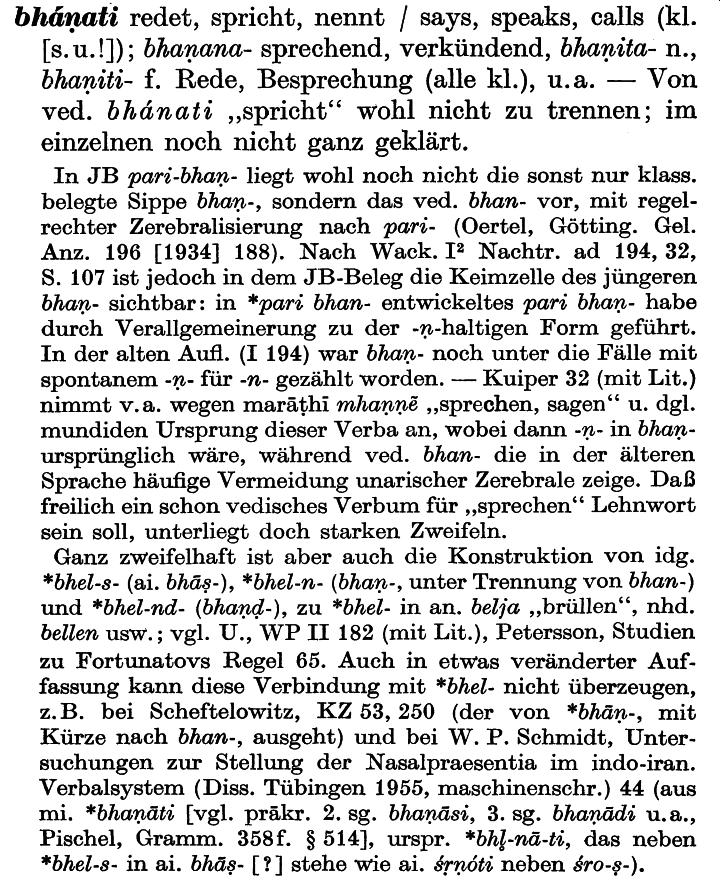 bháṇati redet, spricht, nennt / says, speaks, calls (kl.
[s.u.!]); bhaṇana- sprechend, verkündend, bhaṇita- n.,
bhaṇiti- f. Rede, Besprechung (alle kl.), u.a. — Von
ved. bhánati „spricht“ wohl nicht zu trennen; im
einzelnen noch nicht ganz geklärt.
In JB pari-bhaṇ- liegt wohl noch nicht die sonst nur klass.
belegte Sippe bhaṇ-, sondern das ved. bhan- vor, mit regel-
rechter Zerebralisierung nach pari- (Oertel, Götting. Gel.
Anz. 196 [1934] 188). Nach Wack. I² Nachtr. ad 194, 32,
S. 107 ist jedoch in dem JB-Beleg die Keimzelle des jüngeren
bhaṇ- sichtbar: in *pari bhan- entwickeltes pari bhaṇ- habe
durch Verallgemeinerung zu der -ṇ-haltigen Form geführt.
In der alten Aufl. (I 194) war bhaṇ- noch unter die Fälle mit
spontanem -ṇ- für -n- gezählt worden. — Kuiper 32 (mit Lit.)
nimmt v.a. wegen marāṭhī mhaṇṇẽ „sprechen, sagen“ u. dgl.
mundiden Ursprung dieser Verba an, wobei dann -ṇ- in bhaṇ-
ursprünglich wäre, während ved. bhan- die in der älteren
Sprache häufige Vermeidung unarischer Zerebrale zeige. Daß
freilich ein schon vedisches Verbum für „sprechen“ Lehnwort
sein soll, unterliegt doch starken Zweifeln.
Ganz zweifelhaft ist aber auch die Konstruktion von idg.
*bhel-s- (ai. bhāṣ-), *bhel-n- (bhaṇ-, unter Trennung von bhan-)
und *bhel-nd- (bhaṇḍ-), zu *bhel- in an. belja „brüllen“, nhd.
bellen usw.; vgl. U., WP II 182 (mit Lit.), Petersson, Studien
zu Fortunatovs Regel 65. Auch in etwas veränderter Auf-
fassung kann diese Verbindung mit *bhel- nicht überzeugen,
z.B. bei Scheftelowitz, KZ 53, 250 (der von *bhāṇ-, mit
Kürze nach bhan-, ausgeht) und bei W. P. Schmidt, Unter-
suchungen zur Stellung der Nasalpraesentia im indo-iran.
Verbalsystem (Diss. Tübingen 1955, maschinenschr.) 44 (aus
mi. *bhaṇāti [vgl. prākr. 2. sg. bhaṇāsi, 3. sg. bhaṇādi u.a.,
Pischel, Gramm. 358f. § 514], urspr. *bhḷ-nā-ti, das neben
*bhel-s- in ai. bhāṣ- [?] stehe wie ai. śṛṇóti neben śro-ṣ-).